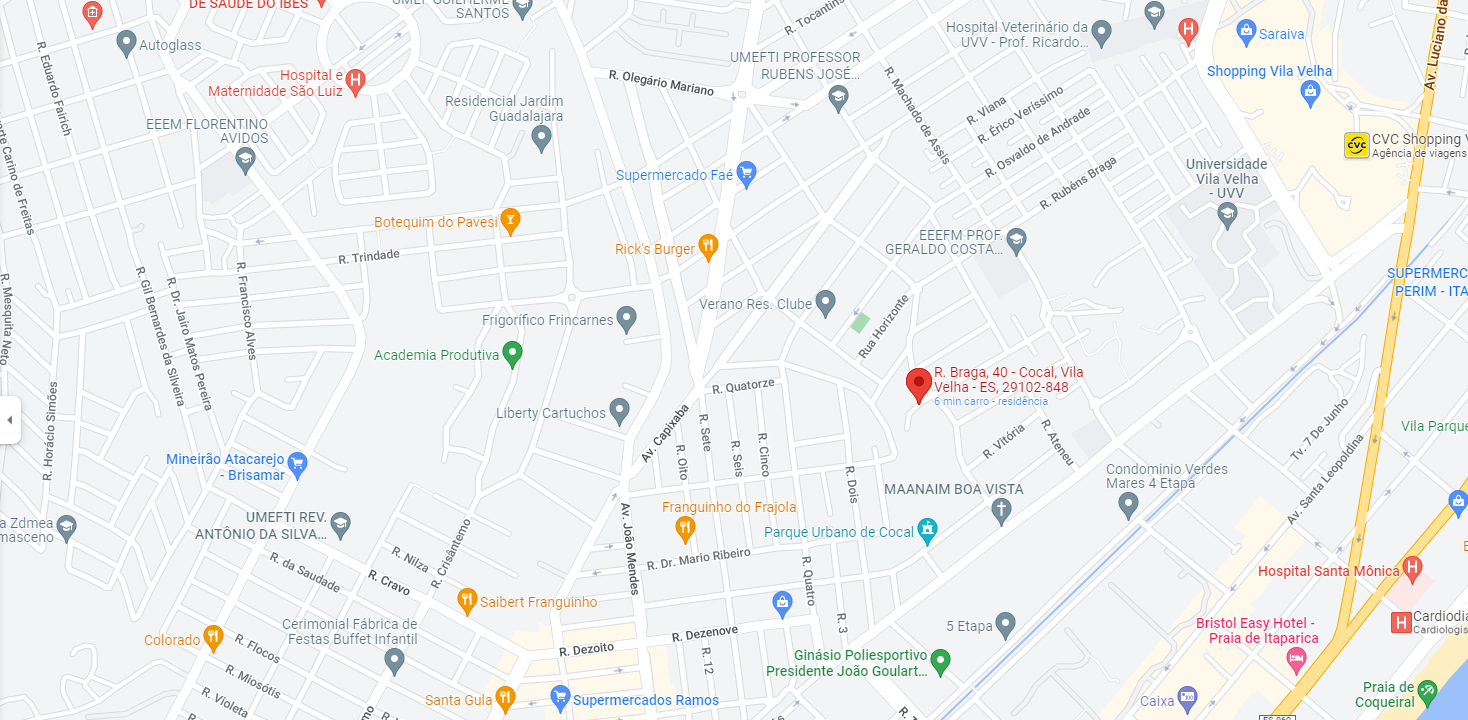 DE SAÚDE DO IBES
UMEF GUILHERME
SANTOS
R. Tocantins
Hospital Veterinário da
UVV - Prof. Ricardo...
Saraiva
Av. Luciano da
Autoglass
R. Eduardo Fairich
Hospital e
Maternidade São Luiz
R. Olegário Mariano
UMEFTI PROFESSOR
RUBENS JOSÉ...
R. Machado de Assis
Shopping Vila Velha
Residencial Jardim
Guadalajara
R. Viana
R. Érico Veríssimo
R. Osvaldo de Andrade
R. Rubéns Braga
CVC Shopping V
Agência de viagens
EEEM FLORENTINO
AVIDOS
Supermercado Faé
Universidade
Vila Velha
- UVV
arte Carino de Freitas
Botequim do Pavesi
Rick's Burger
EEEFM PROF.
GERALDO COSTA...
R. Trindade
R. Mesquita Neto
R. Gil Bernardes da Silveira
R. Dr. Jairo Matos Pereira
R. Francisco Alves
SUPERMERC
PERIM - ITA
Verano Res. Clube
Rua Horizonte
Frigorífico Frincarnes
Academia Produtiva
R. Horácio Simões
R. Quatorze
R. Braga, 40 - Cocal, Vila
Velha - ES, 29102-848
6 min carro - residência
Liberty Cartuchos
Av. Capixaba
R. Oito
R. Sete
R. Seis
R. Cinco
R. Dois
R. Vitória
R. Ateneu
Tv. 7 De Junho
Av. Santa Leopoldina
Vila Parque
Mineirão Atacarejo
- Brisamar
Condominio Verdes
Mares 4 Etapa
MAANAIM BOA VISTA
a Zdmea
masceno
UMEFTI REV.
ANTÔNIO DA SILVA...
Av. João Mendes
Franguinho do Frajola
Parque Urbano de Cocal
R. Nilza
R. Crisântemo
R. da Saudade
R. Cravo
R. Dr. Mario Ribeiro
R. Quatro
Hospital Santa Mônica
Saibert Franguinho
Cerimonial Fábrica de
Festas Buffet Infantil
R. 3
5 Etapa
Bristol Easy Hotel -
Praia de Itaparica
Cardiodia
Cardiologis
Colorado
R. Flocos
R. Dezenove
R. Dezoito
R. 12
Ginásio Poliesportivo
Presidente João Goulart...
R. Miosótis
R. Violeta
Santa Gula
Supermercados Ramos
Caixa
Praia de
Coqueiral
ES-060